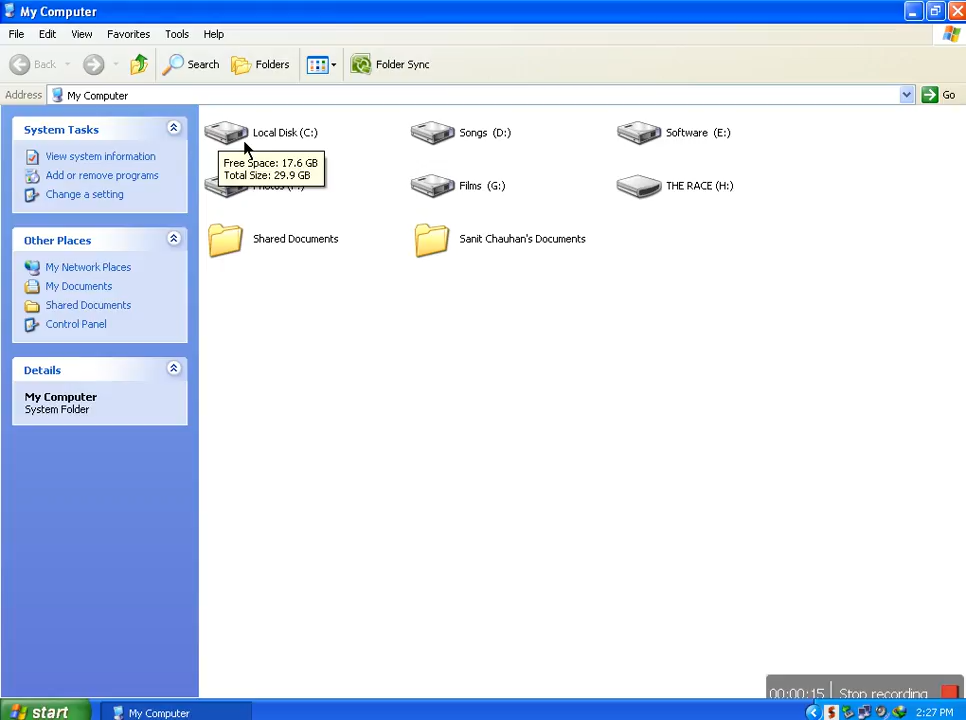 My Computer
File Edit View Favorites Tools Help
Back Search Folders Folder Sync
Address My Computer Go
System Tasks
View system information
Add or remove programs
Change a setting
Other Places
My Network Places
My Documents
Shared Documents
Control Panel
Details
My Computer
System Folder
Local Disk (C:) Songs (D:) Software (E:)
Free Space: 17.6 GB
Total Size: 29.9 GB
Films (G:) THE RACE (H:)
Shared Documents Sanit Chauhan's Documents
00:00:15 Stop recording
start My Computer 2:27 PM